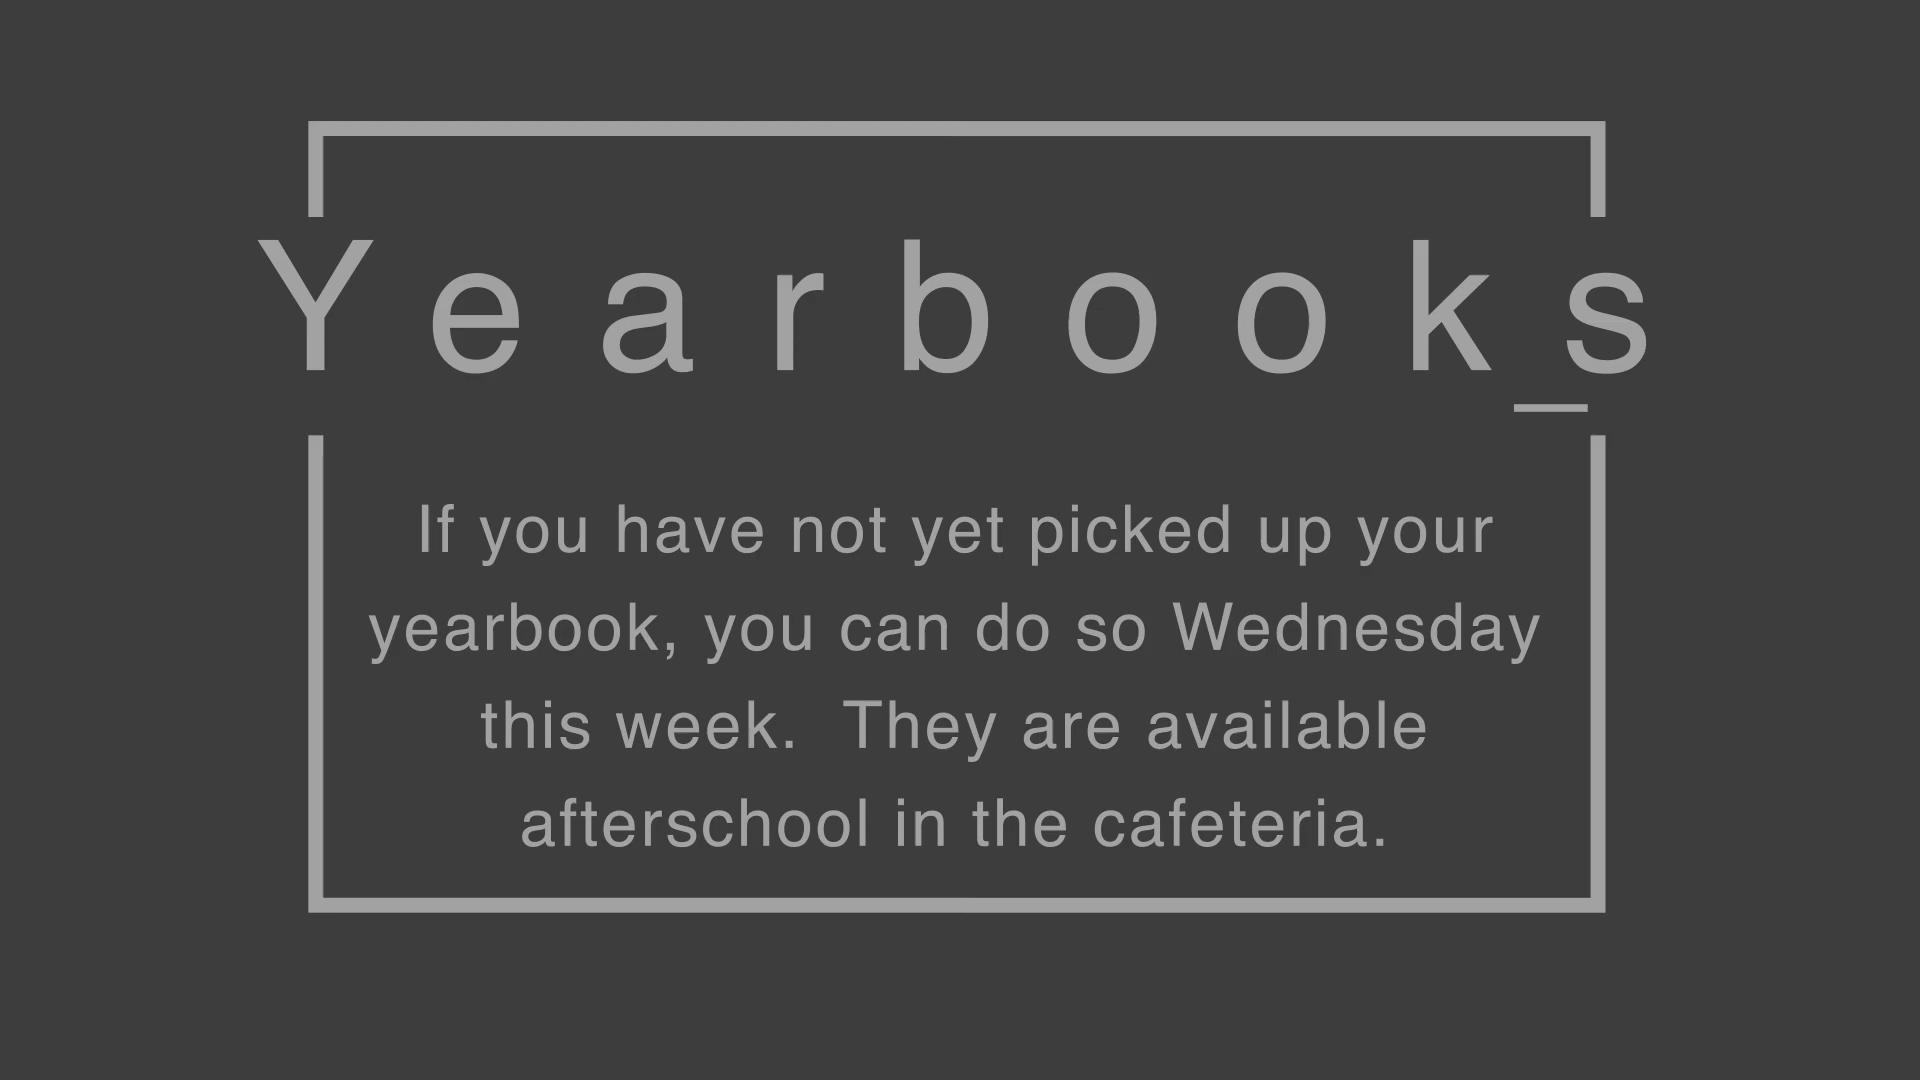 Yearbook_s
If you have not yet picked up your
yearbook, you can do so Wednesday
this week.  They are available
afterschool in the cafeteria.